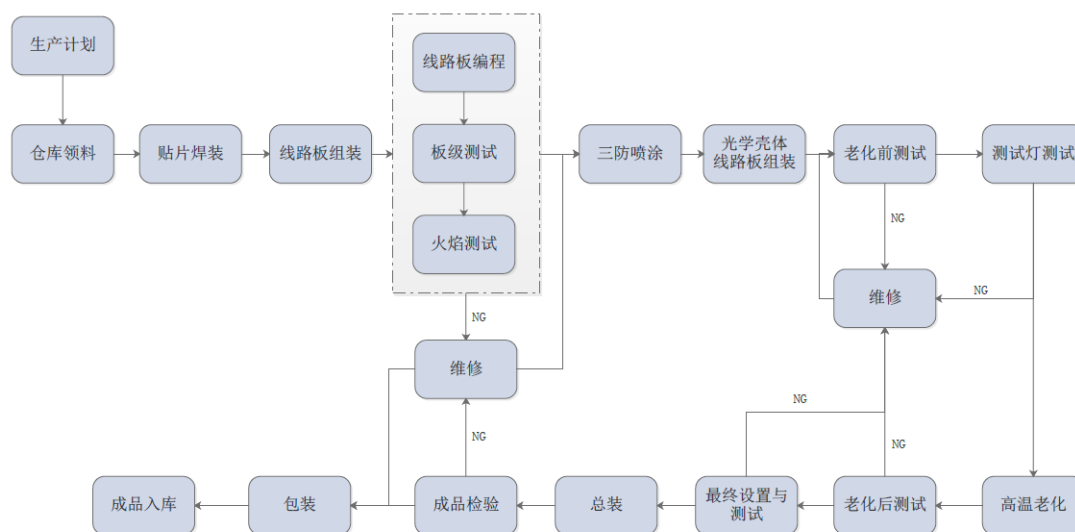 生产计划
线路板编程
仓库领料
贴片焊装
线路板组装
板级测试
三防喷涂
光学壳体
线路板组装
老化前测试
测试灯测试
火焰测试
NG
NG
维修
NG
NG
维修
NG
NG
NG
成品入库
包装
成品检验
总装
最终设置与
测试
老化后测试
高温老化